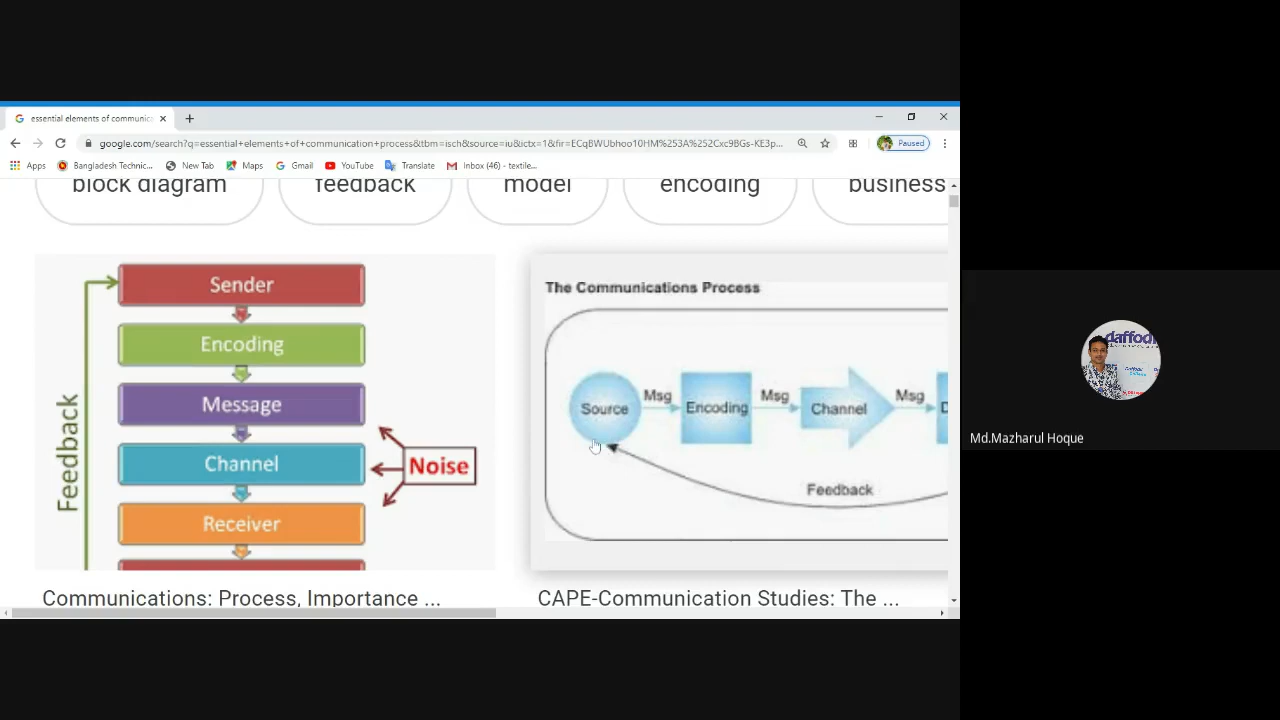 essential elements of communic
google.com/search?q=essential+elements+of+communication+process&tbm=isch&source=iu&ictx=1&fir=ECqBWUbhoo10HM%253A%252Cxc9BGs-KE3p...
Paused
Apps
Bangladesh Technic...
New Tab
Maps
Gmail
YouTube
Translate
Inbox (46) - textile...
block diagram
feedback
model
encoding
business
Sender
Encoding
Message
Channel
Receiver
Feedback
Noise
The Communications Process
Source
Msg
Encoding
Msg
Channel
Msg
D
Feedback
Communications: Process, Importance ...
CAPE-Communication Studies: The ...
daffodi
Md.Mazharul Hoque